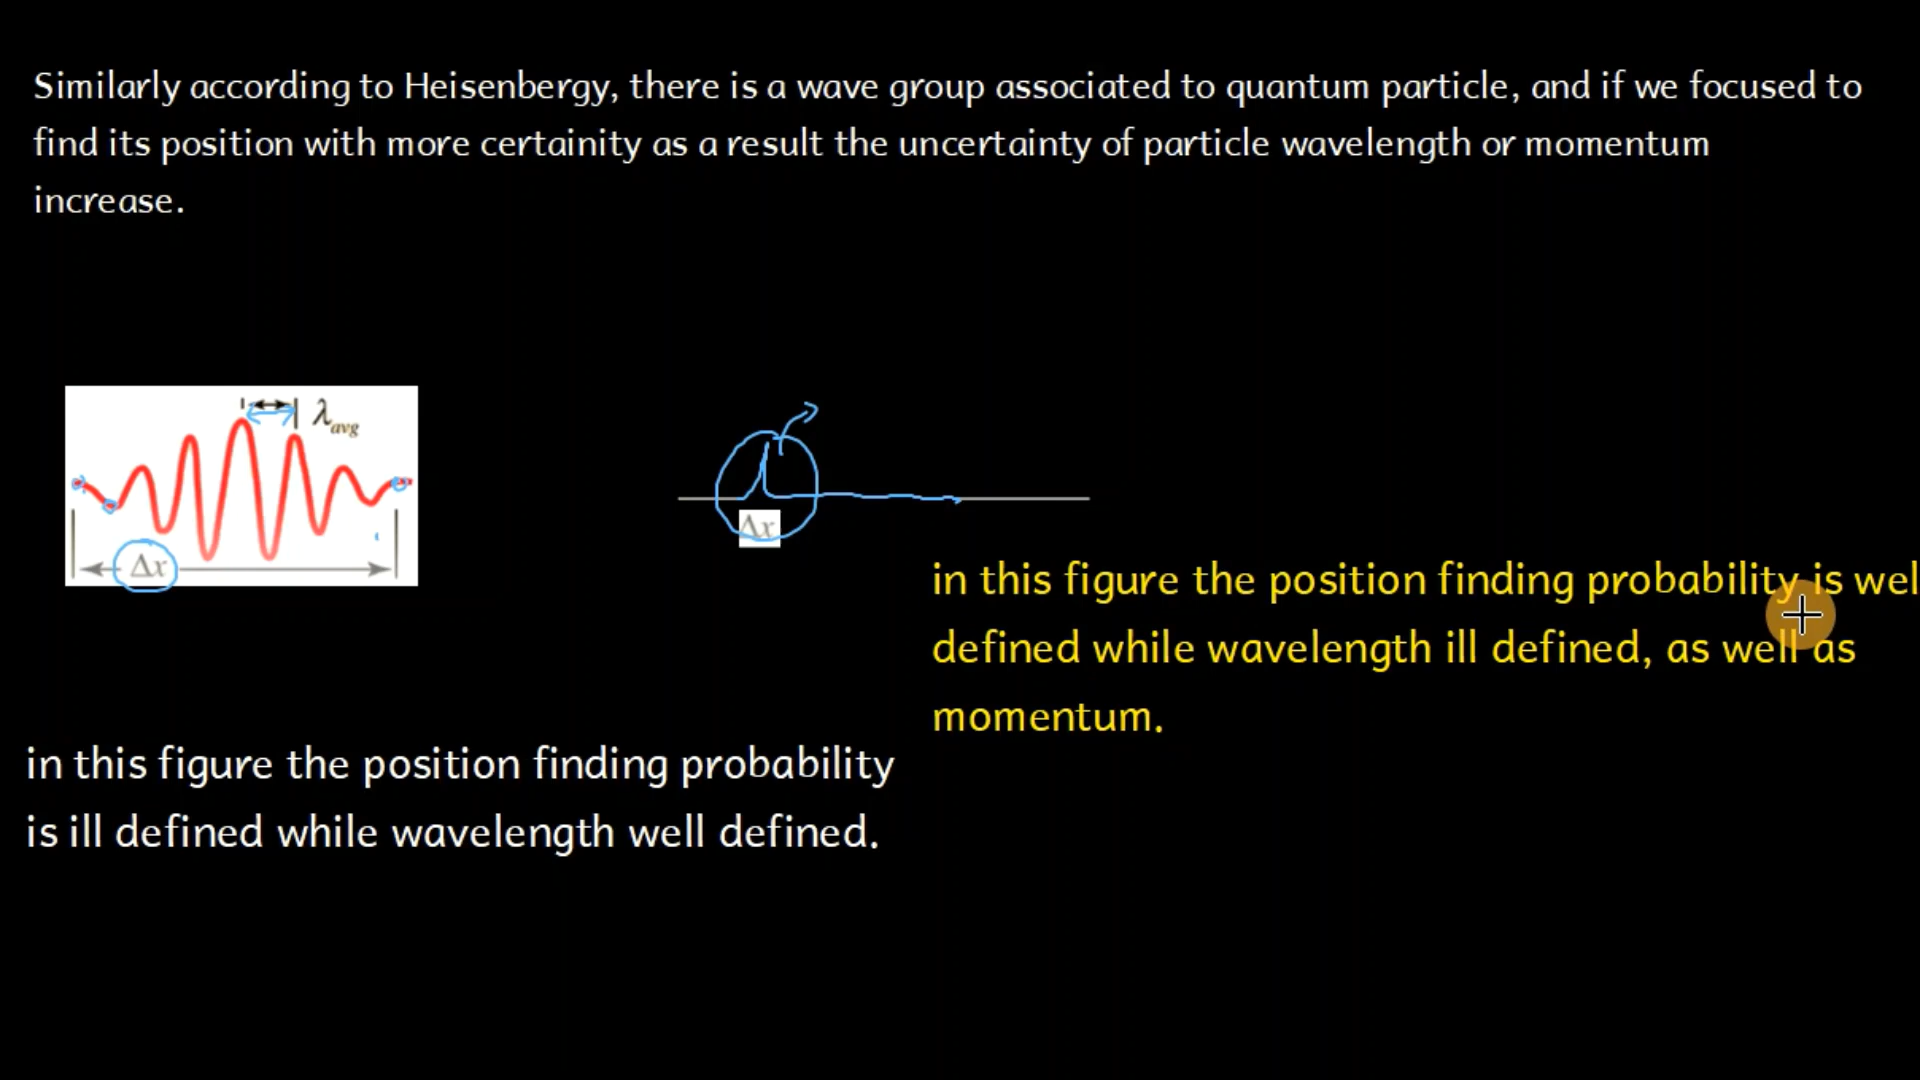 Similarly according to Heisenbergy, there is a wave group associated to quantum particle, and if we focused to
find its position with more certainity as a result the uncertainty of particle wavelength or momentum
increase.
λavg
Δx
Δx
in this figure the position finding probability is wel
defined while wavelength ill defined, as well as
momentum.
in this figure the position finding probability
is ill defined while wavelength well defined.